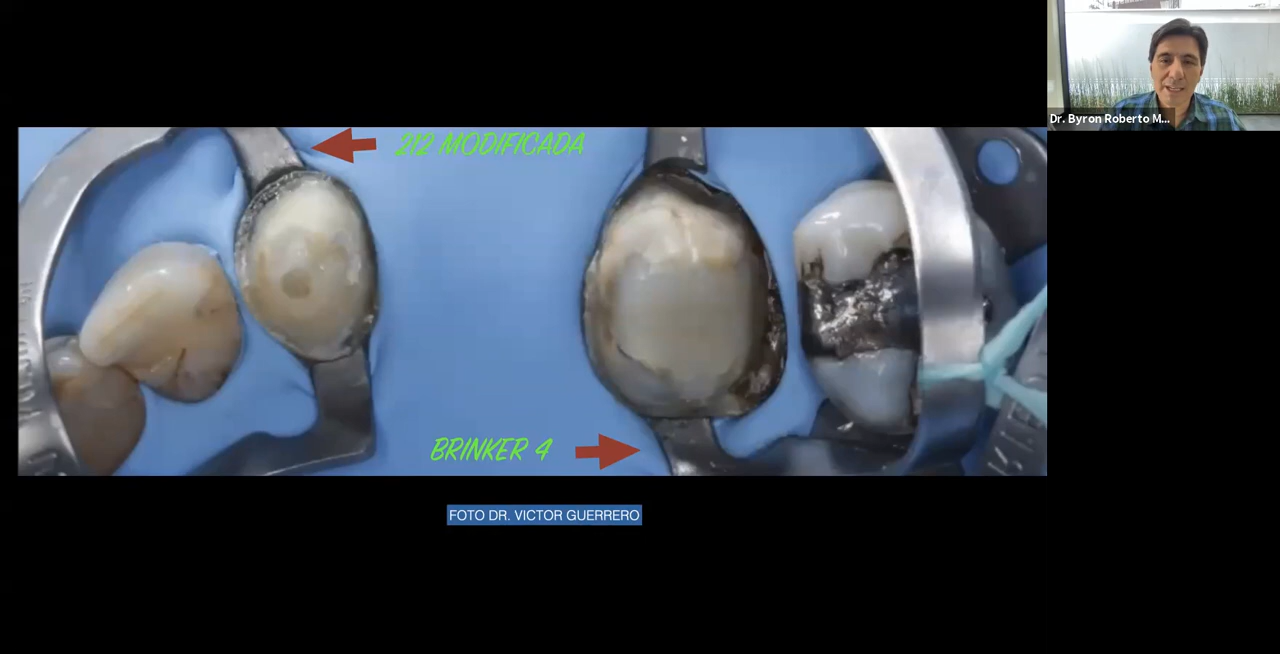 Dr. Byron Roberto M...
212 MODIFICADA
BRINKER 4
FOTO DR. VICTOR GUERRERO